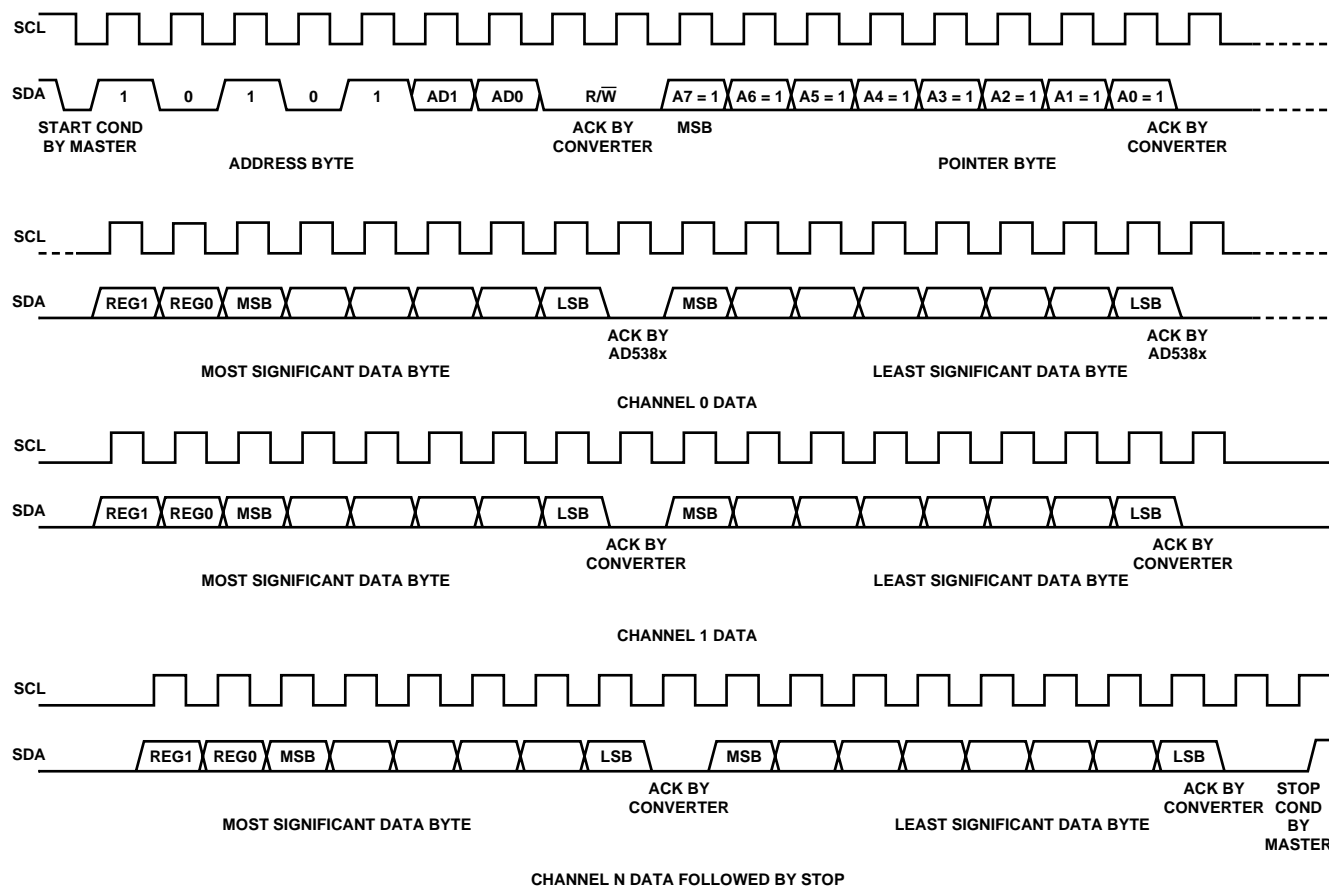 SCL
SDA 1 0 1 0 1 AD1 AD0 R/W̅ A7 = 1 A6 = 1 A5 = 1 A4 = 1 A3 = 1 A2 = 1 A1 = 1 A0 = 1
START COND BY MASTER ACK BY CONVERTER MSB ACK BY CONVERTER
ADDRESS BYTE POINTER BYTE
SCL
SDA REG1 REG0 MSB LSB MSB LSB
ACK BY AD538x ACK BY AD538x
MOST SIGNIFICANT DATA BYTE LEAST SIGNIFICANT DATA BYTE
CHANNEL 0 DATA
SCL
SDA REG1 REG0 MSB LSB MSB LSB
ACK BY CONVERTER ACK BY CONVERTER
MOST SIGNIFICANT DATA BYTE LEAST SIGNIFICANT DATA BYTE
CHANNEL 1 DATA
SCL
SDA REG1 REG0 MSB LSB MSB LSB
ACK BY CONVERTER ACK BY CONVERTER STOP COND BY MASTER
MOST SIGNIFICANT DATA BYTE LEAST SIGNIFICANT DATA BYTE
CHANNEL N DATA FOLLOWED BY STOP